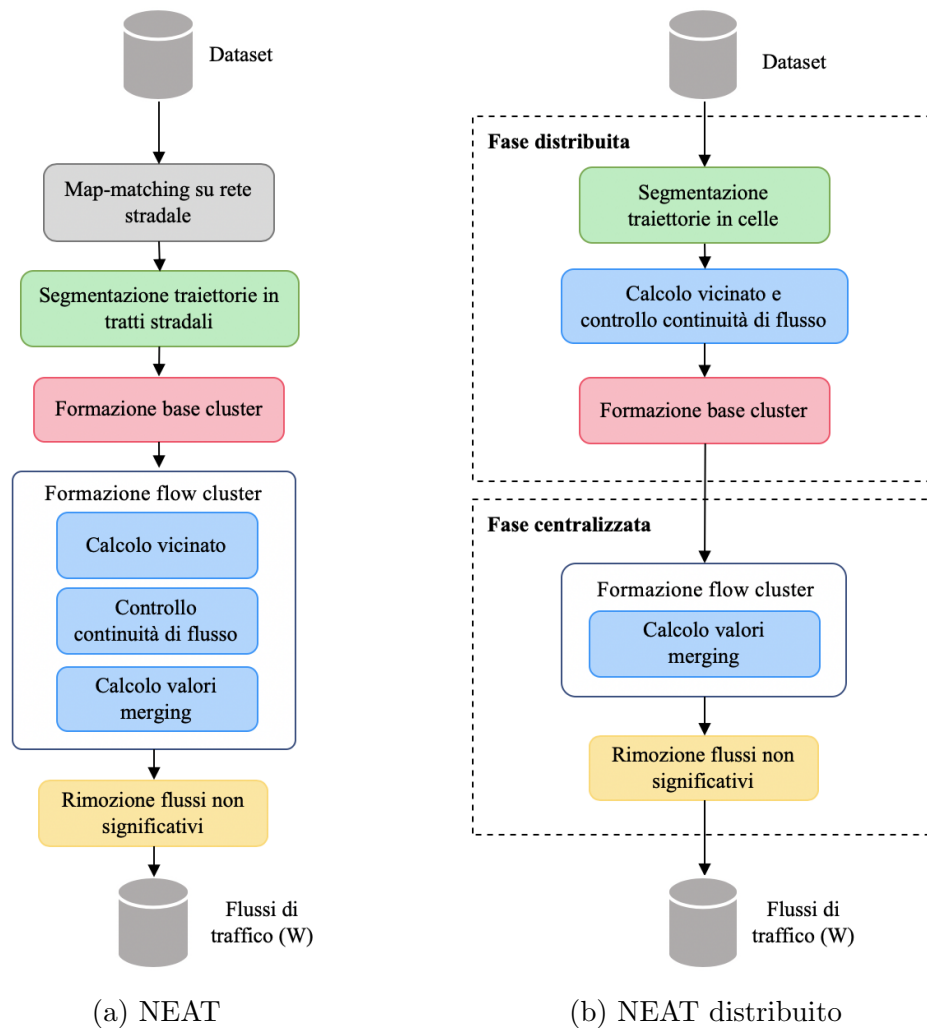 Dataset
Map-matching su rete
stradale
Segmentazione traiettorie in
tratti stradali
Formazione base cluster
Formazione flow cluster
Calcolo vicinato
Controllo
continuità di flusso
Calcolo valori
merging
Rimozione flussi non
significativi
Flussi di
traffico (W)
(a) NEAT
Dataset
Fase distribuita
Segmentazione
traiettorie in celle
Calcolo vicinato e
controllo continuità di flusso
Formazione base cluster
Fase centralizzata
Formazione flow cluster
Calcolo valori
merging
Rimozione flussi non
significativi
Flussi di
traffico (W)
(b) NEAT distribuito